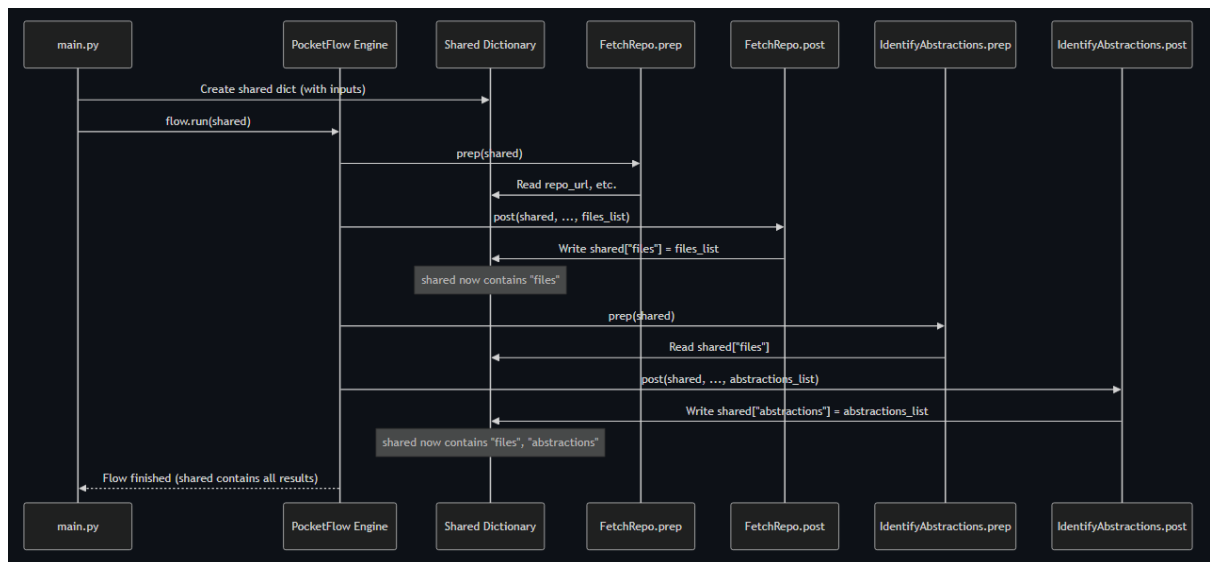 main.py
PocketFlow Engine
Shared Dictionary
FetchRepo.prep
FetchRepo.post
IdentifyAbstractions.prep
IdentifyAbstractions.post
Create shared dict (with inputs)
flow.run(shared)
prep(shared)
Read repo_url, etc.
post(shared, ..., files_list)
Write shared["files"] = files_list
shared now contains "files"
prep(shared)
Read shared["files"]
post(shared, ..., abstractions_list)
Write shared["abstractions"] = abstractions_list
shared now contains "files", "abstractions"
Flow finished (shared contains all results)
main.py
PocketFlow Engine
Shared Dictionary
FetchRepo.prep
FetchRepo.post
IdentifyAbstractions.prep
IdentifyAbstractions.post